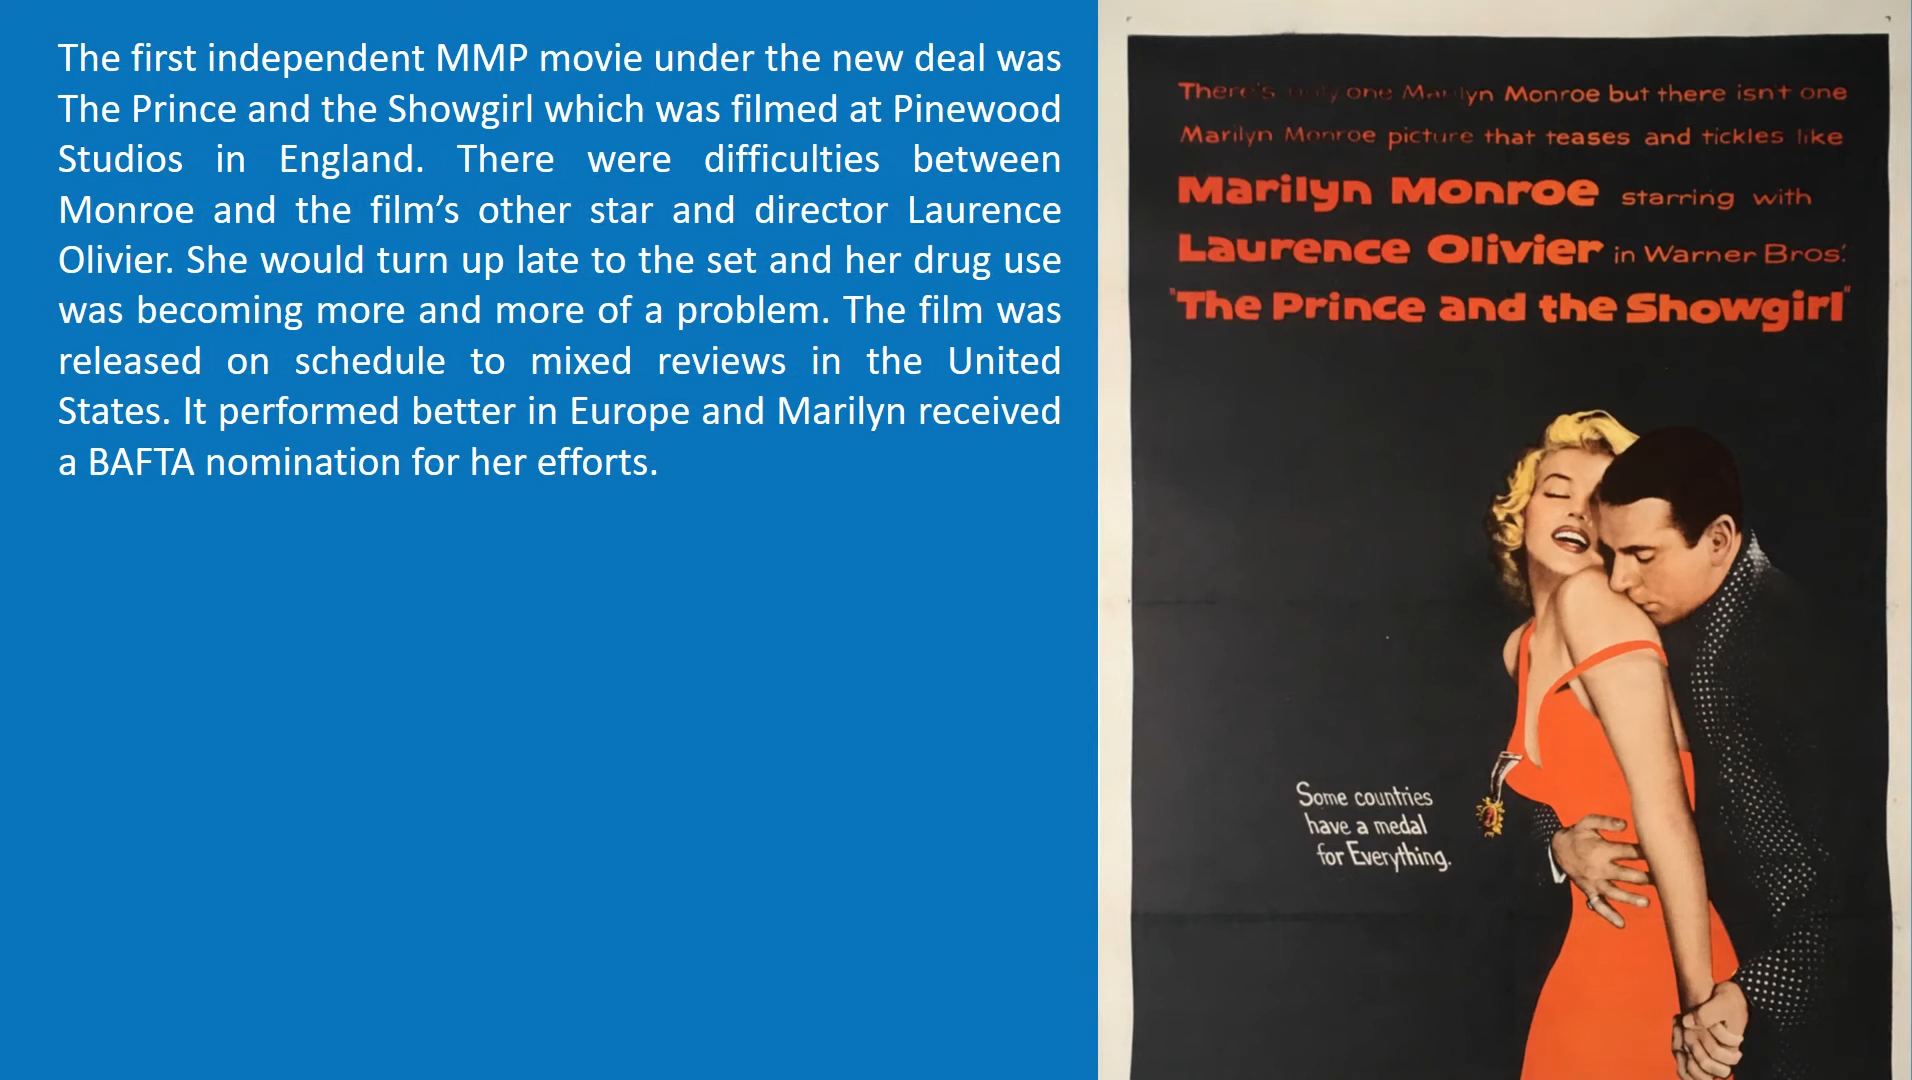 The first independent MMP movie under the new deal was
The Prince and the Showgirl which was filmed at Pinewood
Studios in England. There were difficulties between
Monroe and the film’s other star and director Laurence
Olivier. She would turn up late to the set and her drug use
was becoming more and more of a problem. The film was
released on schedule to mixed reviews in the United
States. It performed better in Europe and Marilyn received
a BAFTA nomination for her efforts.
There's only one Marilyn Monroe but there isn't one
Marilyn Monroe picture that teases and tickles like
Marilyn Monroe starring with
Laurence Olivier in Warner Bros.'
"The Prince and the Showgirl"
Some countries
have a medal
for Everything.